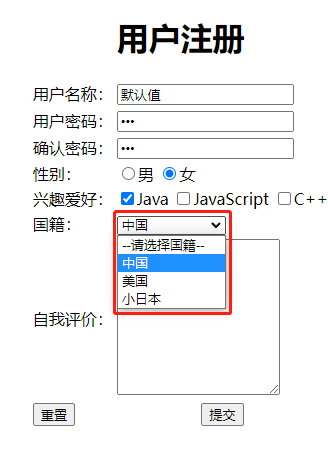 用户注册
用户名称： 默认值
用户密码： •••
确认密码： •••
性别： 男 女
兴趣爱好： Java JavaScript C++
国籍： 中国
--请选择国籍--
中国
美国
小日本
自我评价：
重置 提交